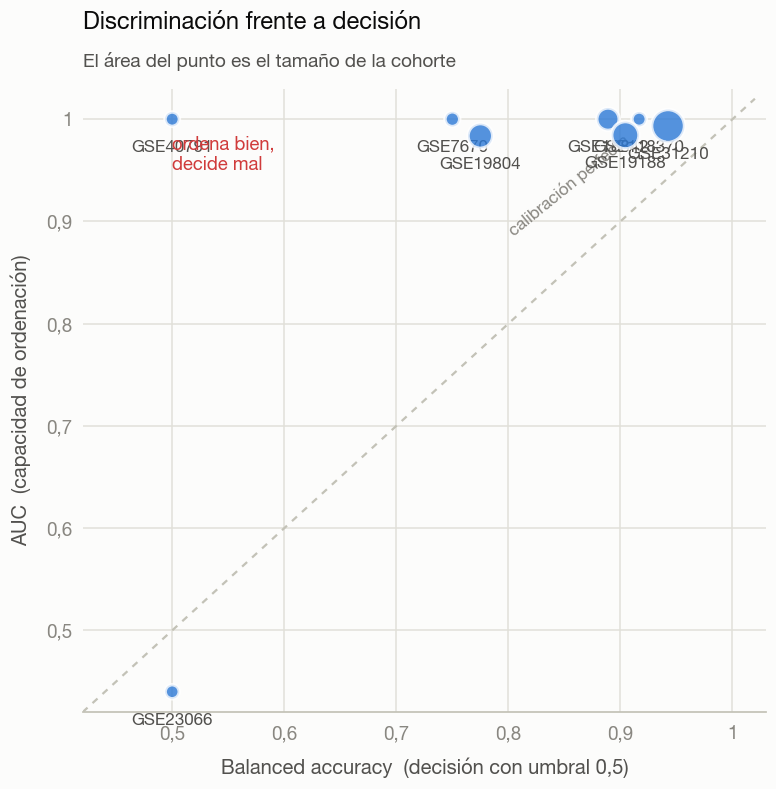 Discriminación frente a decisión
El área del punto es el tamaño de la cohorte
1
0,9
0,8
0,7
0,6
0,5
AUC (capacidad de ordenación)
GSE40791
ordena bien,
decide mal
GSE7670
GSE19804
GSE19188
GSE31210
calibración
GSE23066
0,5
0,6
0,7
0,8
0,9
1
Balanced accuracy (decisión con umbral 0,5)